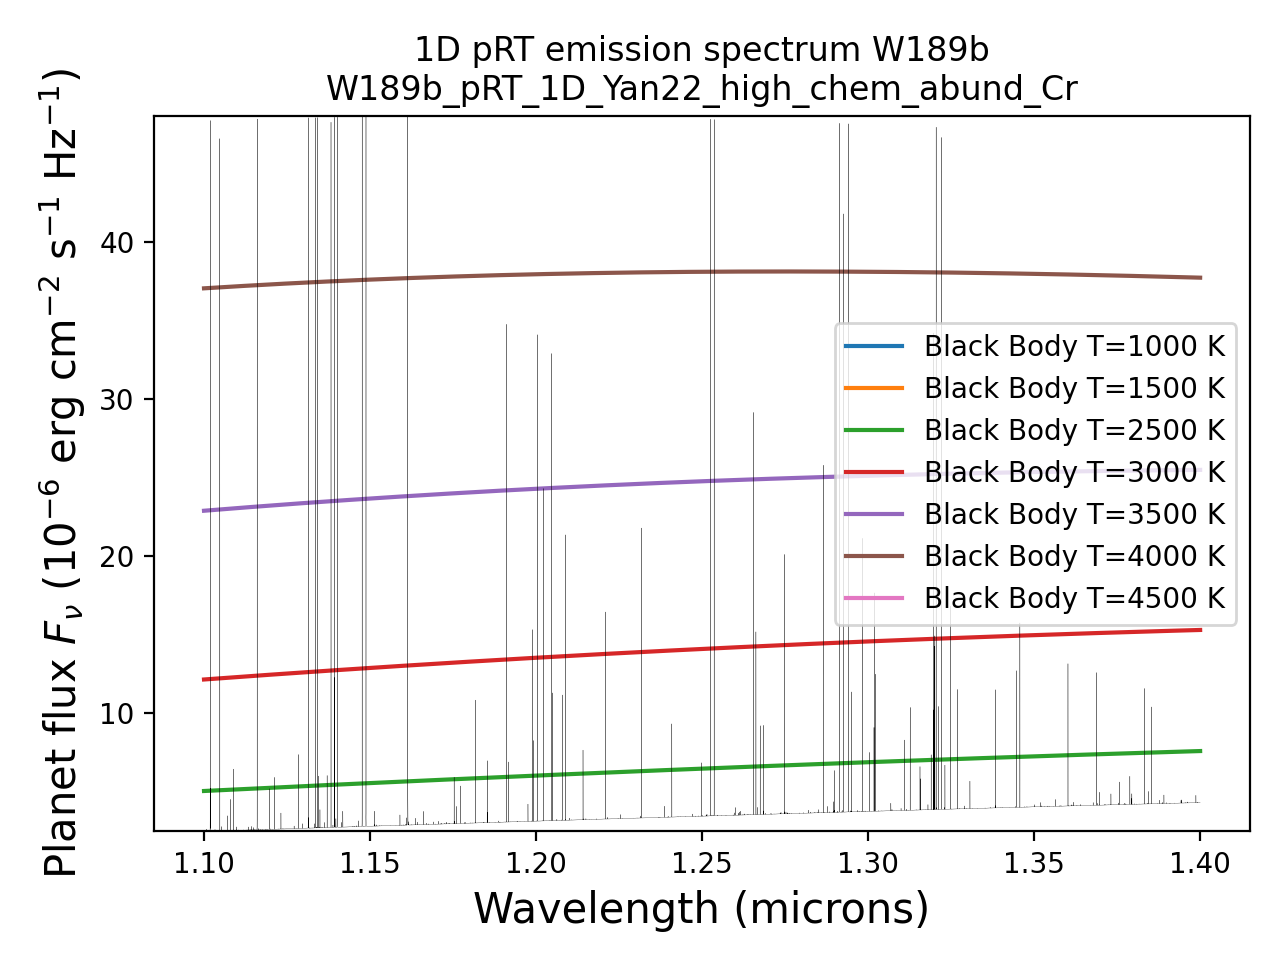 1D pRT emission spectrum W189b
W189b_pRT_1D_Yan22_high_chem_abund_Cr
Planet flux $F_\nu$ (10$^{-6}$ erg cm$^{-2}$ s$^{-1}$ Hz$^{-1}$)
40
30
20
10
Black Body T=1000 K
Black Body T=1500 K
Black Body T=2500 K
Black Body T=3000 K
Black Body T=3500 K
Black Body T=4000 K
Black Body T=4500 K
1.10 1.15 1.20 1.25 1.30 1.35 1.40
Wavelength (microns)